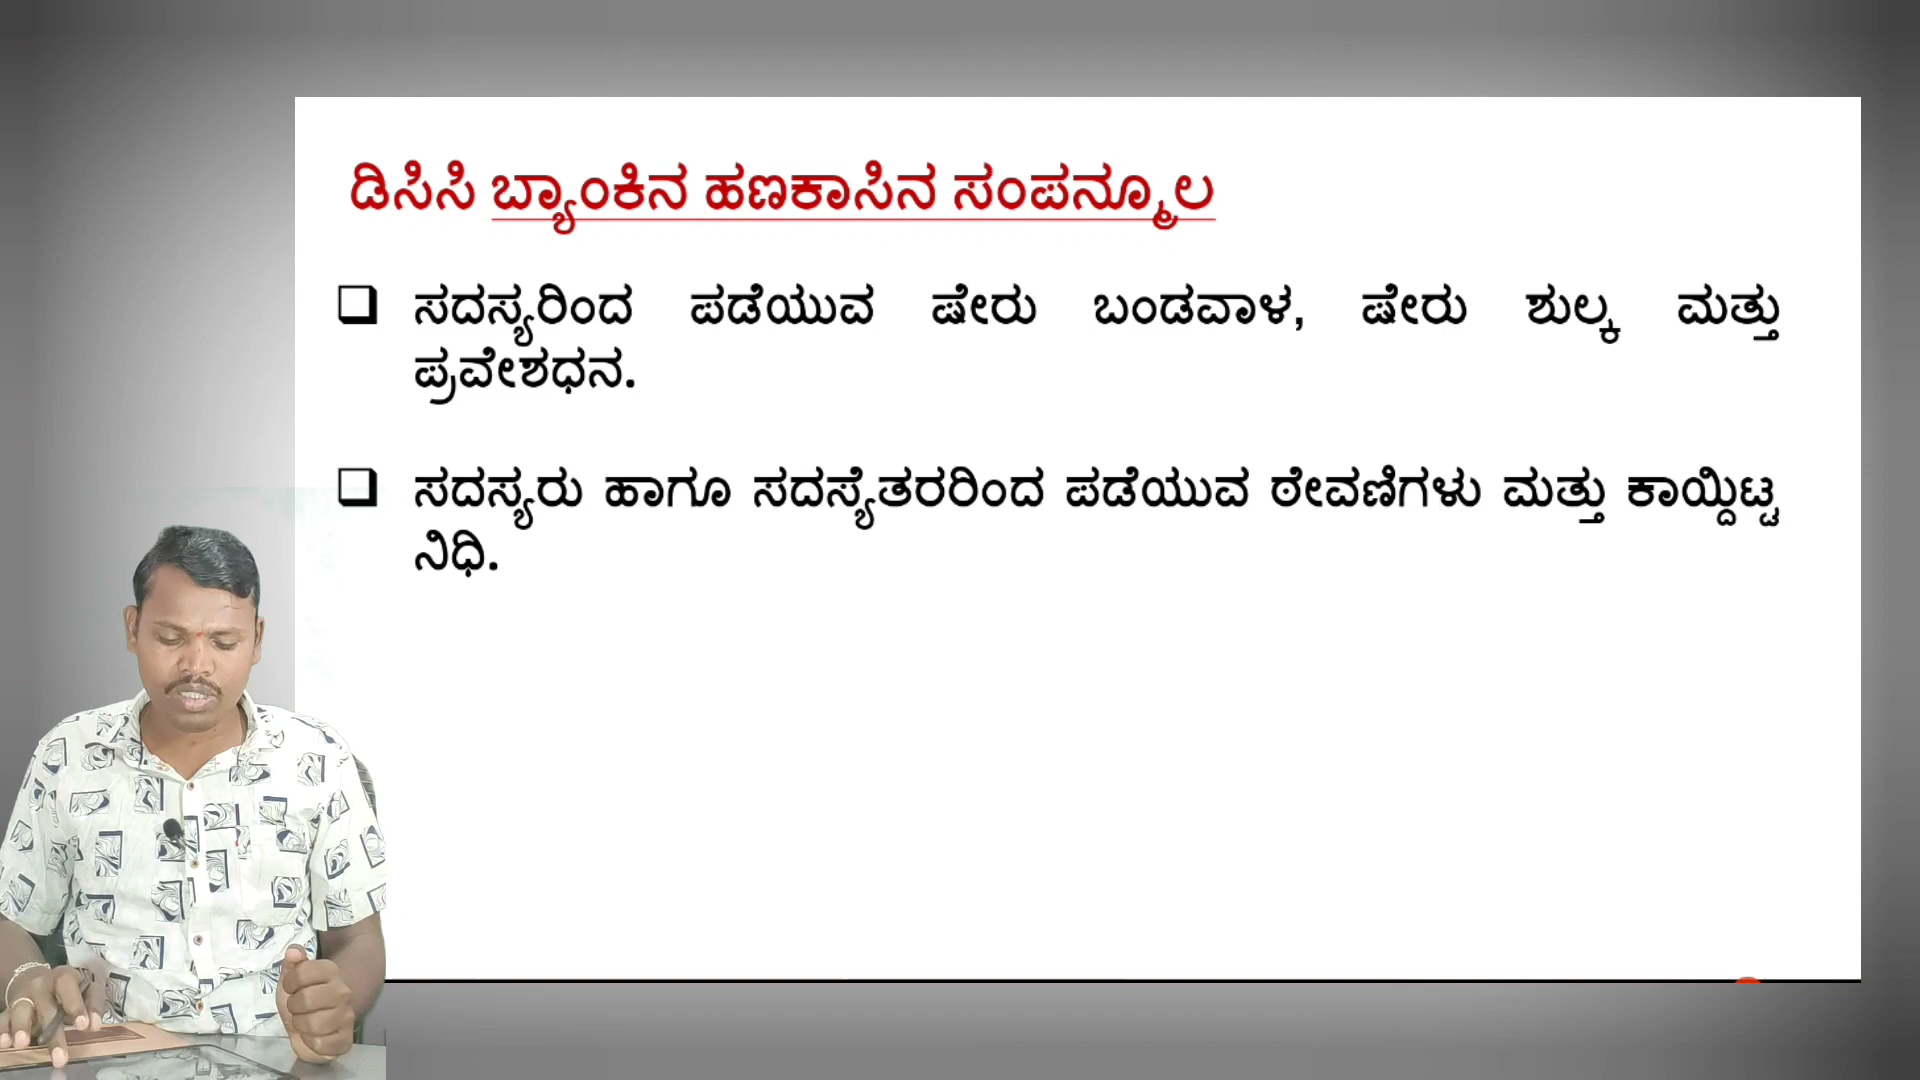 ಡಿಸಿಸಿ ಬ್ಯಾಂಕಿನ ಹಣಕಾಸಿನ ಸಂಪನ್ಮೂಲ
❑ ಸದಸ್ಯರಿಂದ ಪಡೆಯುವ ಷೇರು ಬಂಡವಾಳ, ಷೇರು ಶುಲ್ಕ ಮತ್ತು
ಪ್ರವೇಶಧನ.
❑ ಸದಸ್ಯರು ಹಾಗೂ ಸದಸ್ಯೆತರರಿಂದ ಪಡೆಯುವ ಠೇವಣಿಗಳು ಮತ್ತು ಕಾಯ್ದಿಟ್ಟ
ನಿಧಿ.